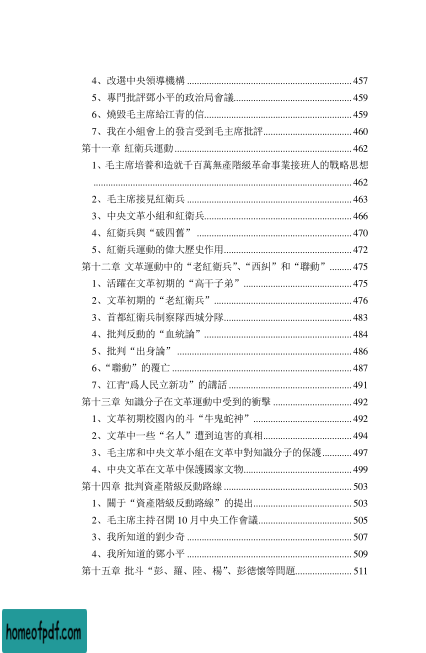 4、改選中央領導機構 ........................................................ 457
5、專門批評鄧小平的政治局會議........................................ 459
6、燒毀毛主席給江青的信.................................................. 459
7、我在小組會上的發言受到毛主席批評.............................. 460
第十一章 紅衛兵運動............................................................ 462
1、毛主席培養和造就千百萬無產階級革命事業接班人的戰略思想
....................................................................................... 462
2、毛主席接見紅衛兵 ........................................................ 463
3、中央文革小組和紅衛兵.................................................. 466
4、紅衛兵與“破四舊” ...................................................... 470
5、紅衛兵運動的偉大歷史作用............................................ 472
第十二章 文革運動中的“老紅衛兵”、“西糾”和“聯動” ......... 475
1、活躍在文革初期的“高干子弟”..................................... 475
2、文革初期的“老紅衛兵”............................................... 476
3、首都紅衛兵制察隊西城分隊............................................ 483
4、批判反動的“血統論”................................................... 484
5、批判“出身論” ............................................................ 486
6、“聯動”的覆亡 ............................................................. 487
7、江青“爲人民立新功”的講話 ......................................... 491
第十三章 知識分子在文革運動中受到的衝擊 .......................... 492
1、文革初期校園內的斗“牛鬼蛇神”................................. 492
2、文革中一些“名人”遭到迫害的真相.............................. 494
3、毛主席和中央文革小組在文革中對知識分子的保護.......... 497
4、中央文革在文革中保護國家文物..................................... 499
第十四章 批判資產階級反動路線 ........................................... 503
1、關于“資產階級反動路線”的提出................................. 503
2、毛主席主持召開 10 月中央工作會議............................... 505
3、我所知道的劉少奇 ........................................................ 507
4、我所知道的鄧小平 ........................................................ 509
第十五章 批斗“彭、羅、陸、楊”、彭德懷等問題................... 511
homeofpdf.com